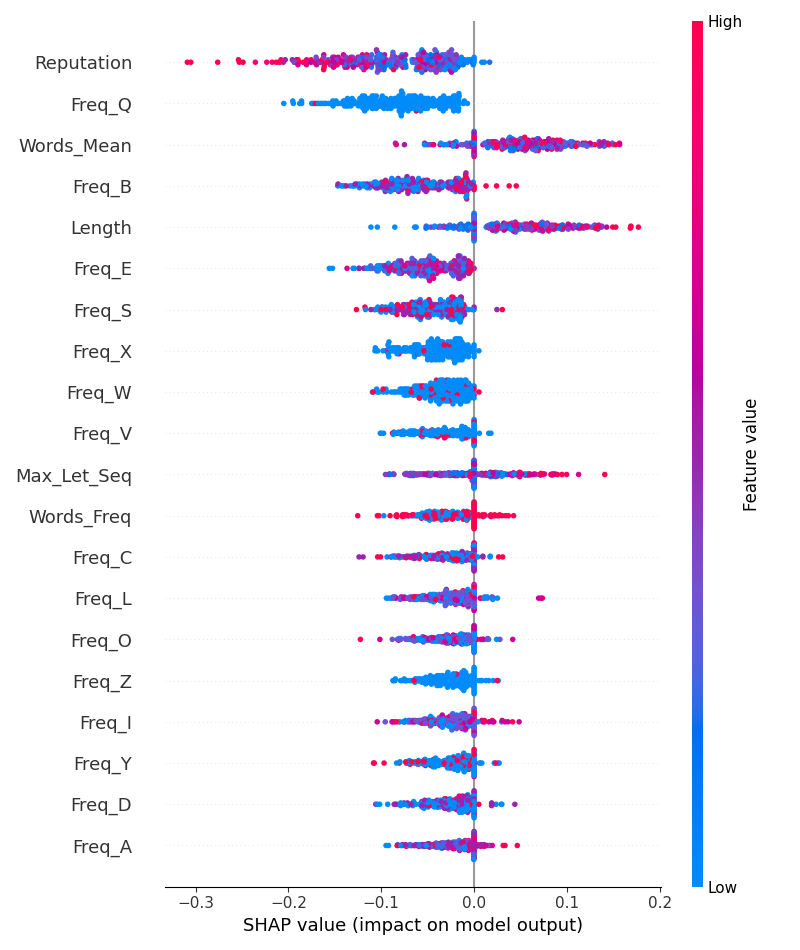 High
Reputation
Freq_Q
Words_Mean
Freq_B
Length
Freq_E
Freq_S
Freq_X
Freq_W
Freq_V
Max_Let_Seq
Words_Freq
Freq_C
Freq_L
Freq_O
Freq_Z
Freq_I
Freq_Y
Freq_D
Freq_A
Feature value
Low
−0.3 −0.2 −0.1 0.0 0.1 0.2
SHAP value (impact on model output)